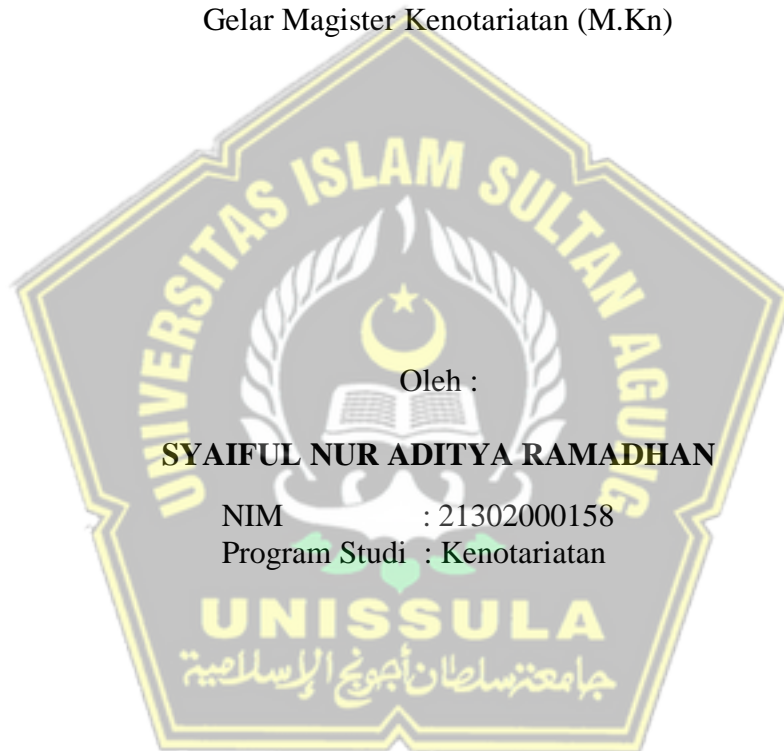 Gelar Magister Kenotariatan (M.Kn)
UNIVERSITAS ISLAM SULTAN AGUNG
Oleh :
SYAIFUL NUR ADITYA RAMADHAN
NIM : 21302000158
Program Studi : Kenotariatan
UNISSULA
جامعة سلطان أجونج الإسلامية